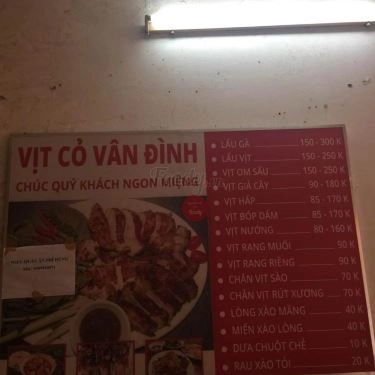 VỊT CỎ VÂN ĐÌNH
CHÚC QUÝ KHÁCH NGON MIỆNG
Foody
LẨU GÀ 150 - 300 K
LẨU VỊT 150 - 250 K
VỊT OM SẤU 150 - 250 K
VỊT GIẢ CẦY 90 - 180 K
VỊT HẤP 85 - 170 K
VỊT BÓP DẤM 85 - 170 K
VỊT NƯỚNG 80 - 160 K
VỊT RANG MUỐI 90 K
VỊT RANG RIỀNG 90 K
CHÂN VỊT SÀO 70 K
CHÂN VỊT RÚT XƯƠNG 70 K
LÒNG XÀO MĂNG 40 K
MIẾN XÀO LÒNG 40 K
DƯA CHUỘT CHẺ 10 K
RAU XÀO TỎI 20 K